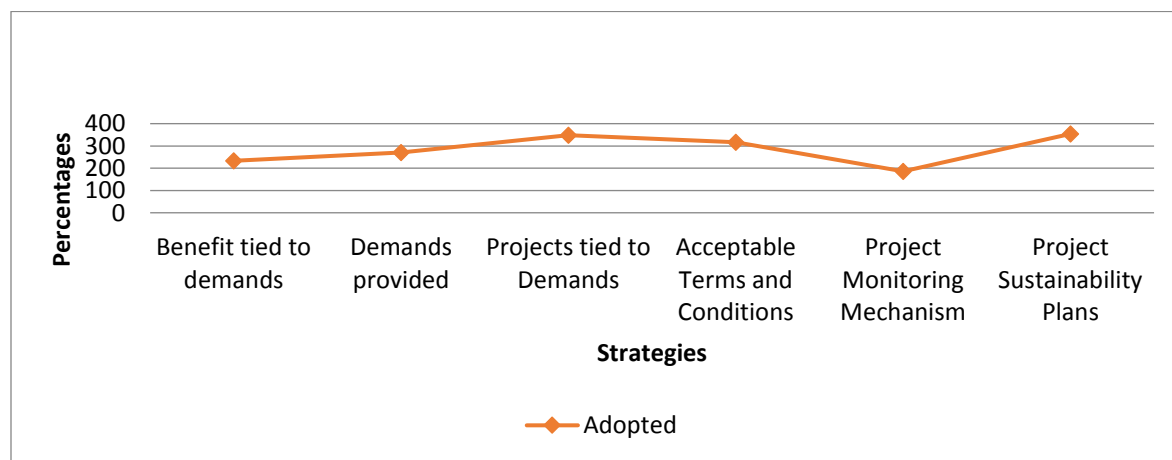 Percentages
400
300
200
100
0
Benefit tied to
demands
Demands
provided
Projects tied to
Demands
Acceptable
Terms and
Conditions
Project
Monitoring
Mechanism
Project
Sustainability
Plans
Strategies
Adopted